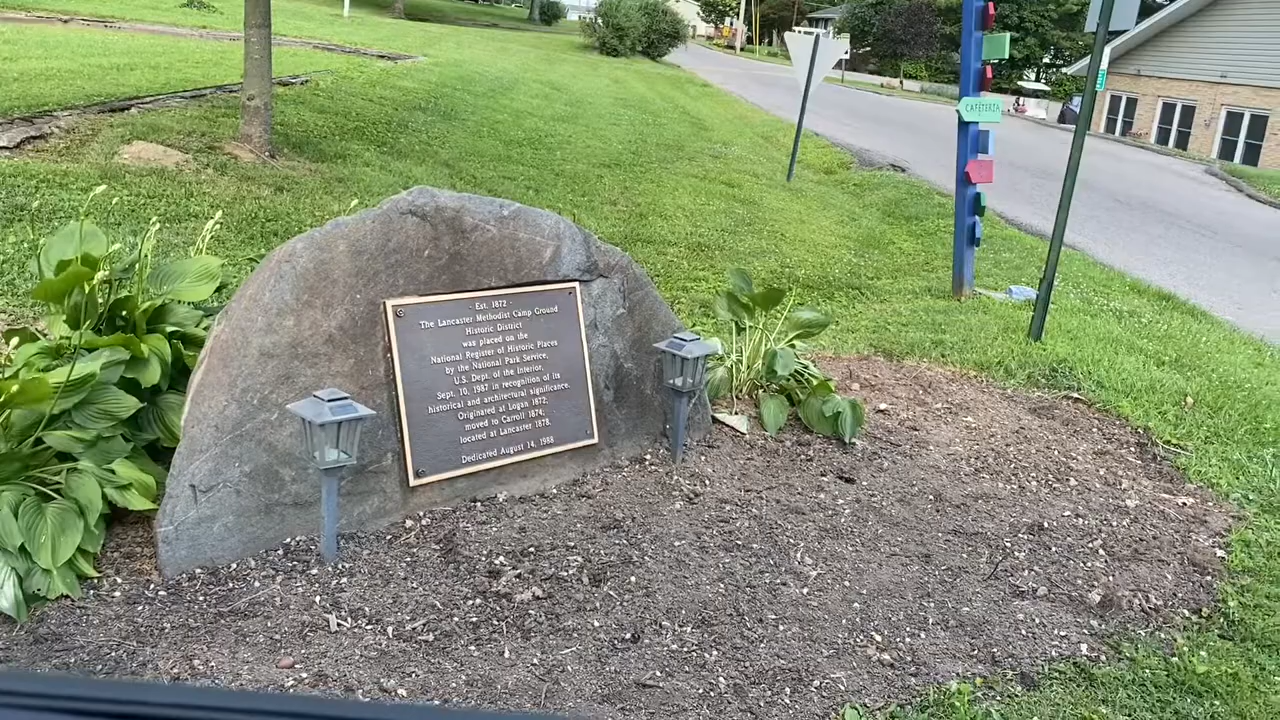 - Est. 1872 -
The Lancaster Methodist Camp Ground
Historic District
was placed on the
National Register of Historic Places
by the National Park Service,
U.S. Dept. of the Interior,
Sept. 10, 1987 in recognition of its
historical and architectural significance.
Originated at Logan 1872;
moved to Carroll 1874;
located at Lancaster 1878.
Dedicated August 14, 1988
CAFETERIA